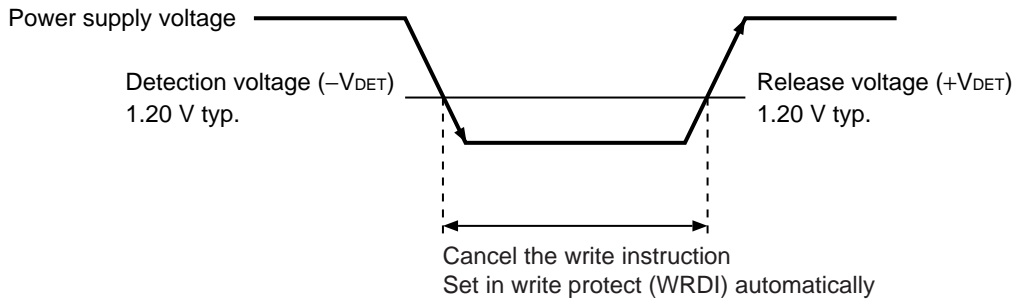 Power supply voltage
Detection voltage (−VDET)
1.20 V typ.
Release voltage (+VDET)
1.20 V typ.
Cancel the write instruction
Set in write protect (WRDI) automatically